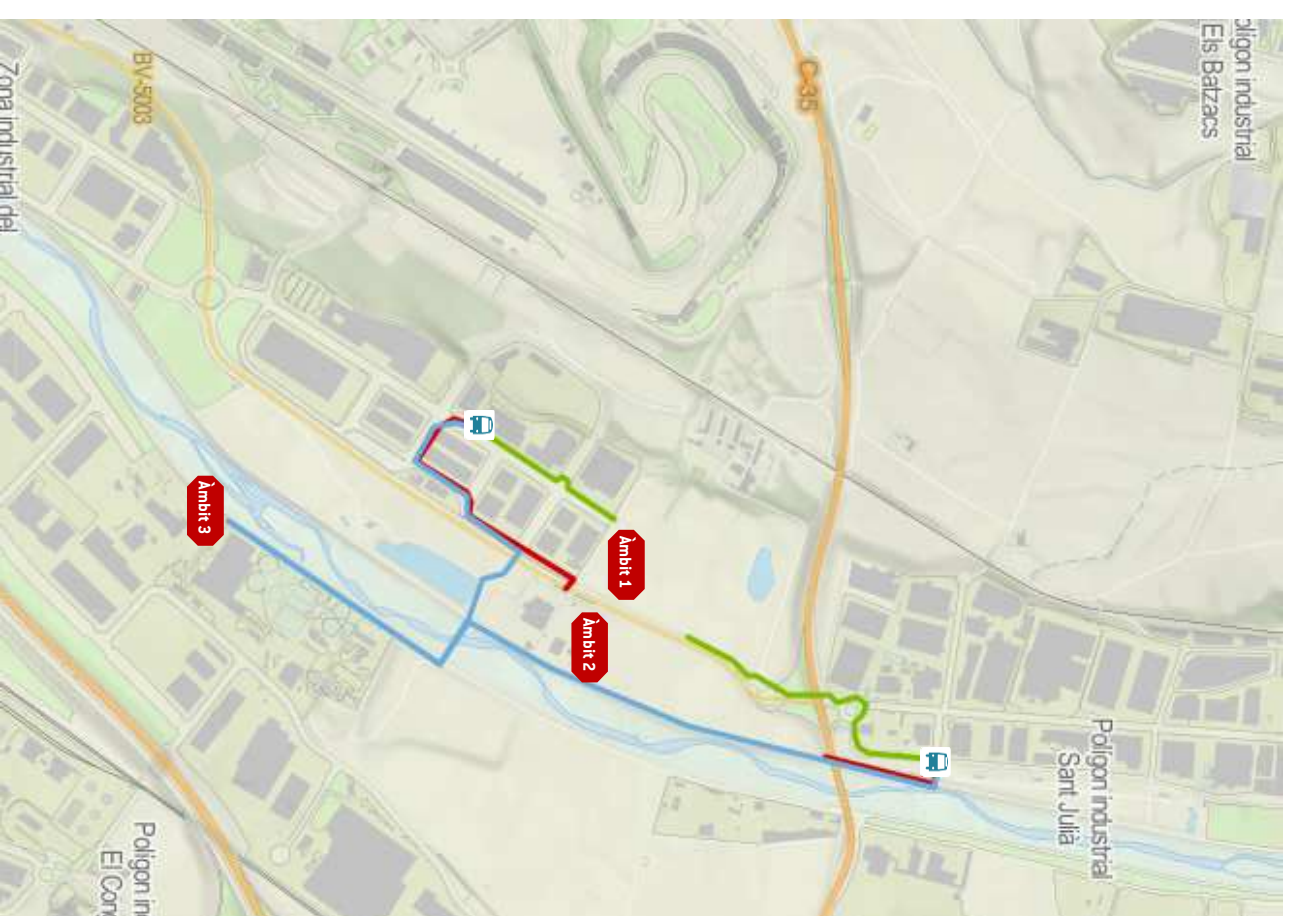 Polígon industrial
Els Batzacs
C-35
BV-5003
Zona industrial del
Àmbit 3
Àmbit 1
Àmbit 2
Polígon industrial
Sant Julià
Polígon in
El Con